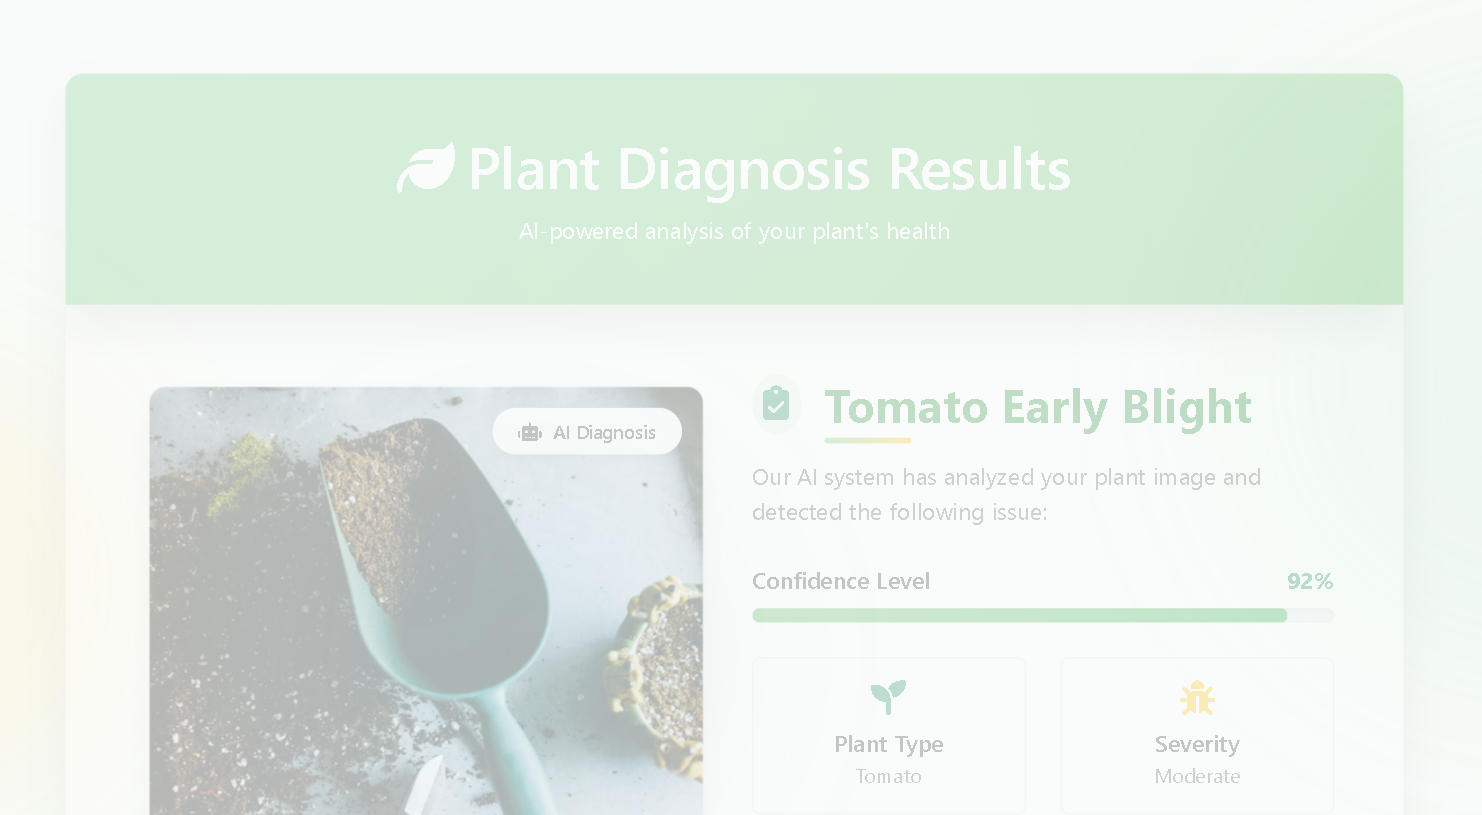 Plant Diagnosis Results
AI-powered analysis of your plant's health
AI Diagnosis
Tomato Early Blight
Our AI system has analyzed your plant image and
detected the following issue:
Confidence Level
92%
Plant Type
Tomato
Severity
Moderate